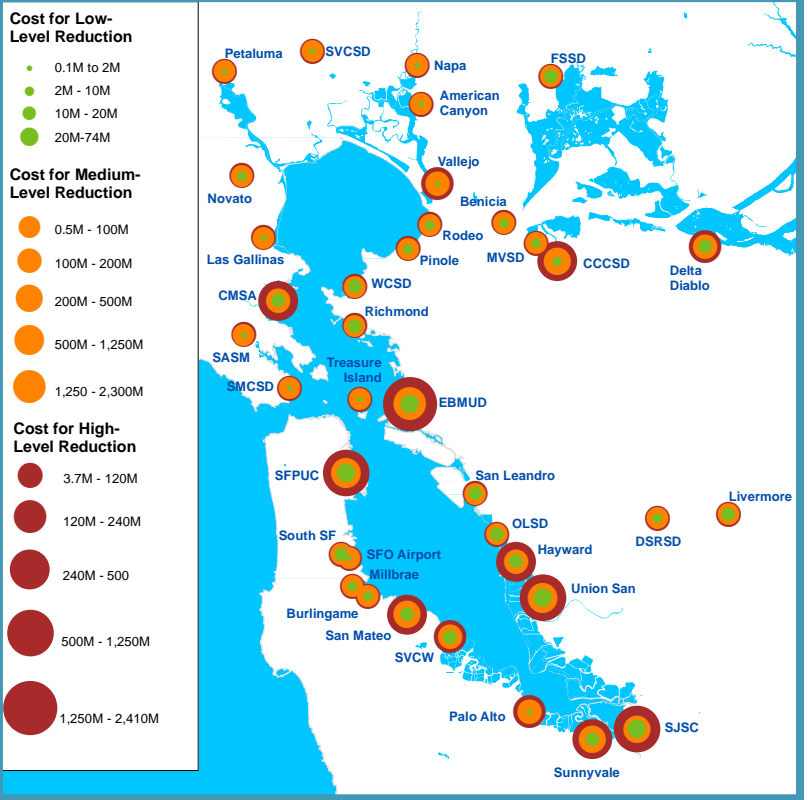 Cost for Low-
Level Reduction
0.1M to 2M
2M - 10M
10M - 20M
20M-74M
Cost for Medium-
Level Reduction
0.5M - 100M
100M - 200M
200M - 500M
500M - 1,250M
1,250 - 2,300M
Cost for High-
Level Reduction
3.7M - 120M
120M - 240M
240M - 500
500M - 1,250M
1,250M - 2,410M
Petaluma
SVCSD
Napa
FSSD
American
Canyon
Vallejo
Novato
Benicia
Rodeo
Las Gallinas
Pinole
MVSD
CCCSD
Delta
Diablo
CMSA
WCSD
Richmond
SASM
Treasure
Island
SMCSD
EBMUD
SFPUC
San Leandro
Livermore
OLSD
DSRSD
South SF
SFO Airport
Hayward
Millbrae
Union San
Burlingame
San Mateo
SVCW
Palo Alto
SJSC
Sunnyvale